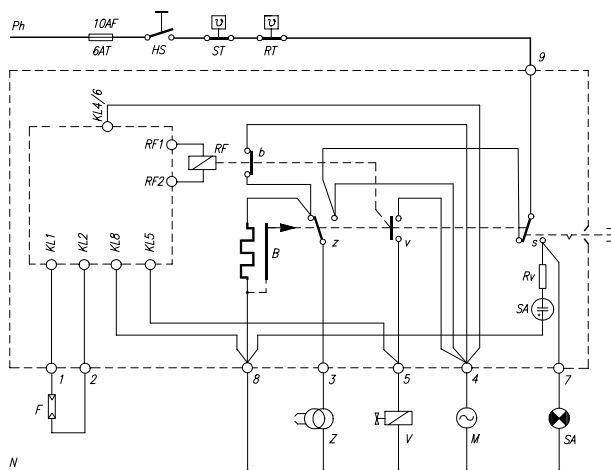 Ph
10AF
6AT
HS
ST
RT
9
KL4/6
RF1
RF
b
RF2
KL1
KL2
KL8
KL5
B
z
v
s
Rv
SA
1
2
8
3
5
4
7
F
Z
V
M
SA
N